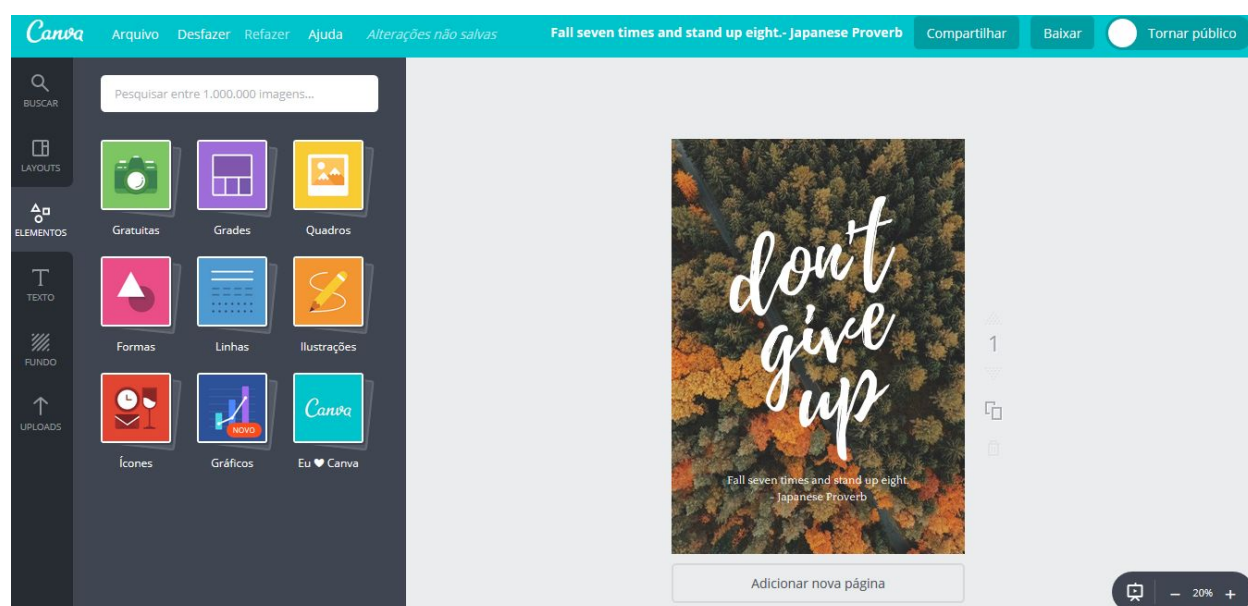 Canva Arquivo Desfazer Refazer Ajuda Alterações não salvas Fall seven times and stand up eight.- Japanese Proverb Compartilhar Baixar Tornar público
BUSCAR
LAYOUTS
ELEMENTOS
TEXTO
FUNDO
UPLOADS
Pesquisar entre 1.000.000 imagens...
Gratuitas Grades Quadros
Formas Linhas Ilustrações
NOVO
Canva
Ícones Gráficos Eu ♥ Canva
don't
give
up
Fall seven times and stand up eight.
- Japanese Proverb
1
Adicionar nova página
− 20% +